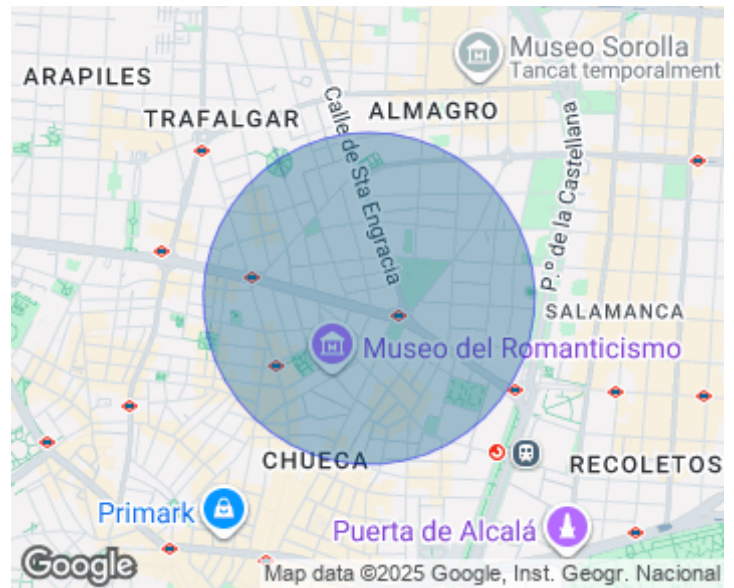 Museo Sorolla
Tancat temporalment
ARAPILES
TRAFALGAR
ALMAGRO
Calle de Sta Engracia
P.º de la Castellana
SALAMANCA
Museo del Romanticismo
CHUECA
RECOLETOS
Primark
Puerta de Alcalá
Google
Map data ©2025 Google, Inst. Geogr. Nacional